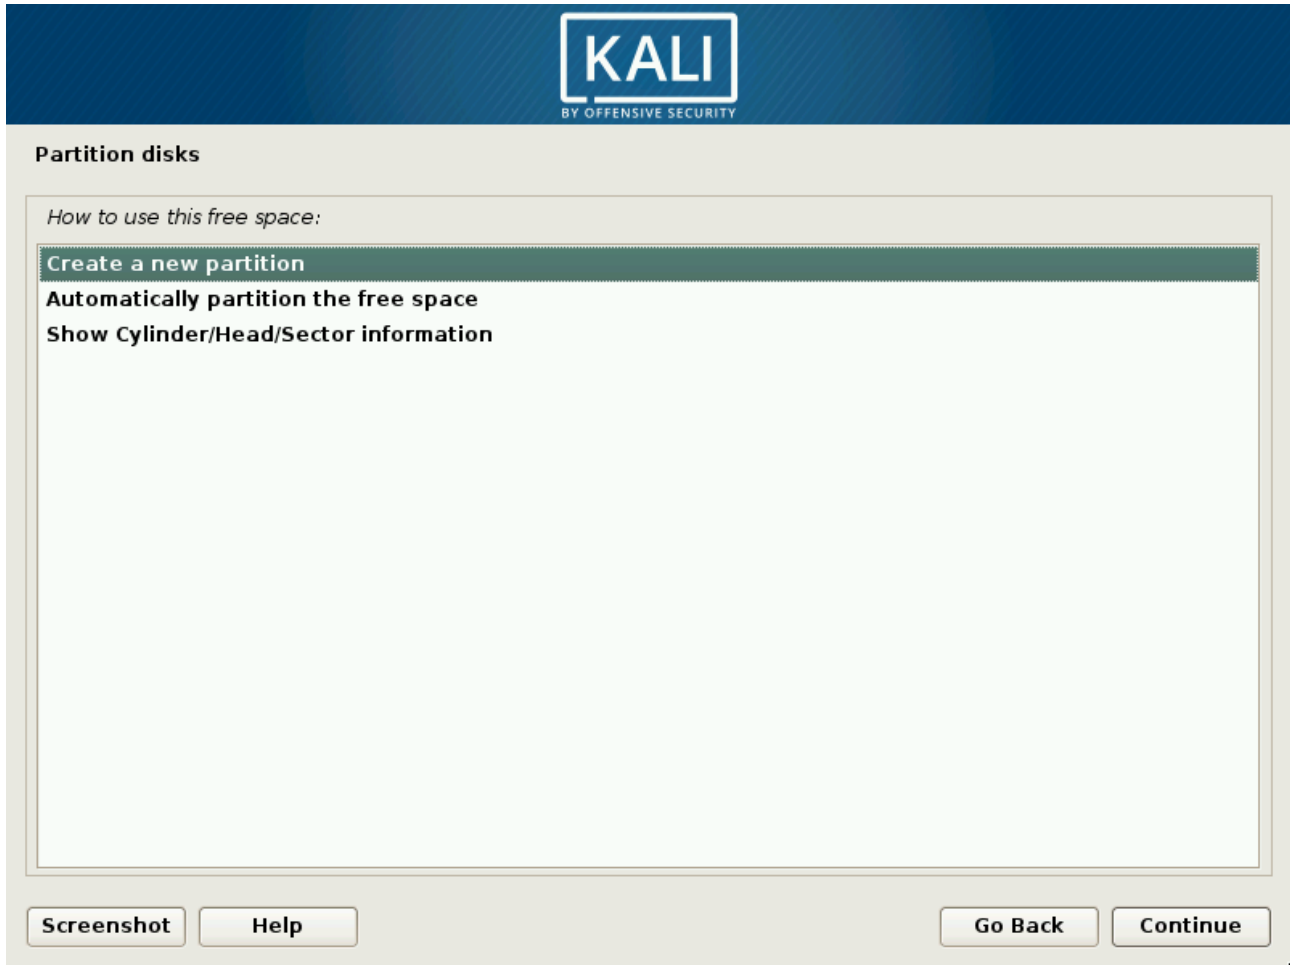 KALI
BY OFFENSIVE SECURITY
Partition disks
How to use this free space:
Create a new partition
Automatically partition the free space
Show Cylinder/Head/Sector information
Screenshot Help Go Back Continue